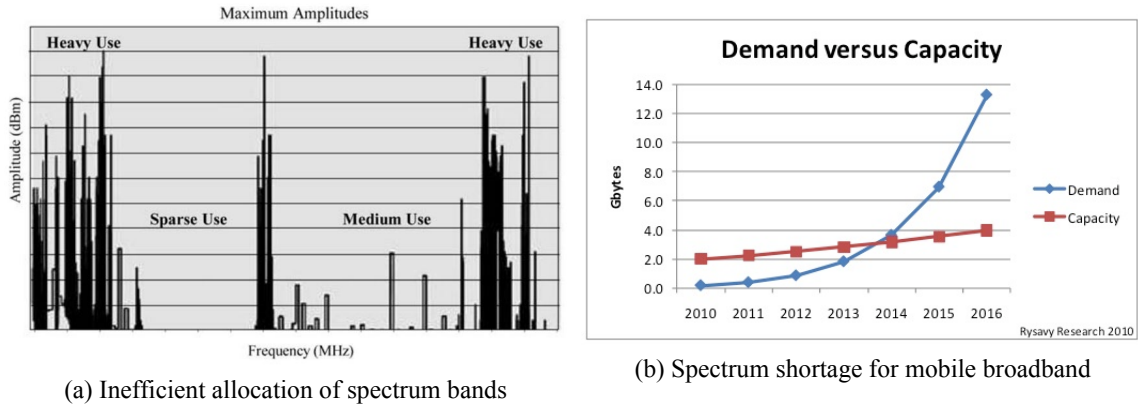 Maximum Amplitudes
Heavy Use
Heavy Use
Amplitude (dBm)
Sparse Use
Medium Use
Frequency (MHz)
(a) Inefficient allocation of spectrum bands
Demand versus Capacity
14.0
12.0
10.0
8.0
6.0
4.0
2.0
0.0
Gbytes
Demand
Capacity
2010 2011 2012 2013 2014 2015 2016
Rysavy Research 2010
(b) Spectrum shortage for mobile broadband